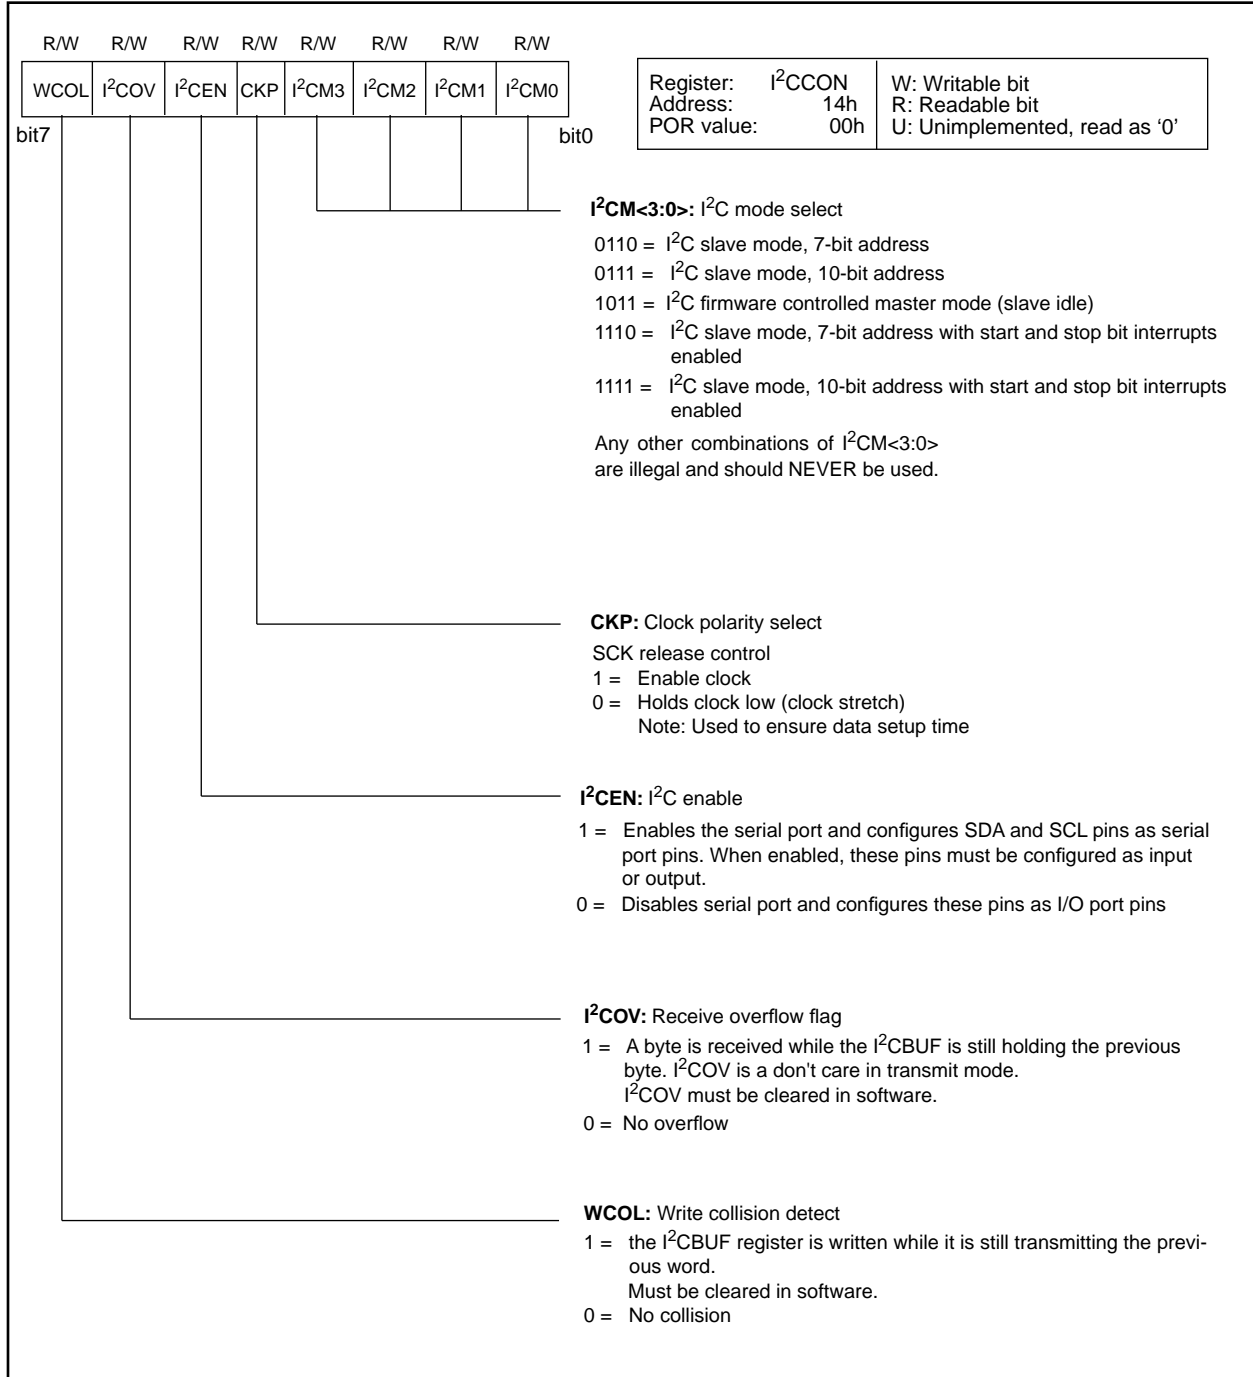 R/W R/W R/W R/W R/W R/W R/W R/W
WCOL I²COV I²CEN CKP I²CM3 I²CM2 I²CM1 I²CM0
bit7 bit0
Register: I²CCON
Address: 14h
POR value: 00h
W: Writable bit
R: Readable bit
U: Unimplemented, read as ‘0’
I²CM<3:0>: I²C mode select
0110 = I²C slave mode, 7-bit address
0111 = I²C slave mode, 10-bit address
1011 = I²C firmware controlled master mode (slave idle)
1110 = I²C slave mode, 7-bit address with start and stop bit interrupts
enabled
1111 = I²C slave mode, 10-bit address with start and stop bit interrupts
enabled
Any other combinations of I²CM<3:0>
are illegal and should NEVER be used.
CKP: Clock polarity select
SCK release control
1 = Enable clock
0 = Holds clock low (clock stretch)
Note: Used to ensure data setup time
I²CEN: I²C enable
1 = Enables the serial port and configures SDA and SCL pins as serial
port pins. When enabled, these pins must be configured as input
or output.
0 = Disables serial port and configures these pins as I/O port pins
I²COV: Receive overflow flag
1 = A byte is received while the I²CBUF is still holding the previous
byte. I²COV is a don't care in transmit mode.
I²COV must be cleared in software.
0 = No overflow
WCOL: Write collision detect
1 = the I²CBUF register is written while it is still transmitting the previ-
ous word.
Must be cleared in software.
0 = No collision